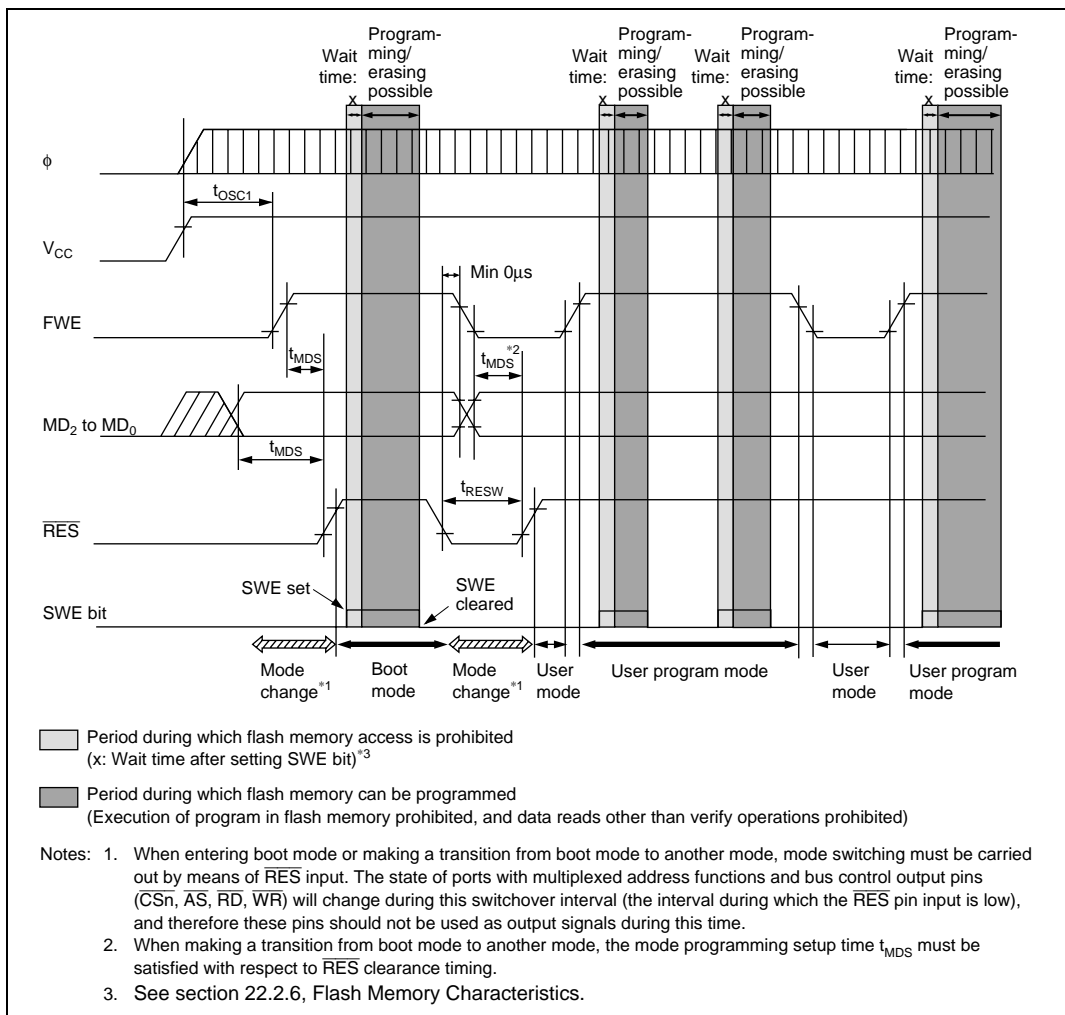 Program-
ming/
erasing
possible
Wait
time:
x
Program-
ming/
erasing
possible
Wait
time:
x
Program-
ming/
erasing
possible
Wait
time:
x
Program-
ming/
erasing
possible
Wait
time:
x
ϕ
tOSC1
VCC
Min 0μs
FWE
tMDS
tMDS*2
MD2 to MD0
tMDS
tRESW
RES
SWE set
SWE
cleared
SWE bit
Mode
change*1
Boot
mode
Mode
change*1
User
mode
User program mode
User
mode
User program
mode
Period during which flash memory access is prohibited
(x: Wait time after setting SWE bit)*3
Period during which flash memory can be programmed
(Execution of program in flash memory prohibited, and data reads other than verify operations prohibited)
Notes: 1. When entering boot mode or making a transition from boot mode to another mode, mode switching must be carried
out by means of RES input. The state of ports with multiplexed address functions and bus control output pins
(CSn, AS, RD, WR) will change during this switchover interval (the interval during which the RES pin input is low),
and therefore these pins should not be used as output signals during this time.
2. When making a transition from boot mode to another mode, the mode programming setup time tMDS must be
satisfied with respect to RES clearance timing.
3. See section 22.2.6, Flash Memory Characteristics.